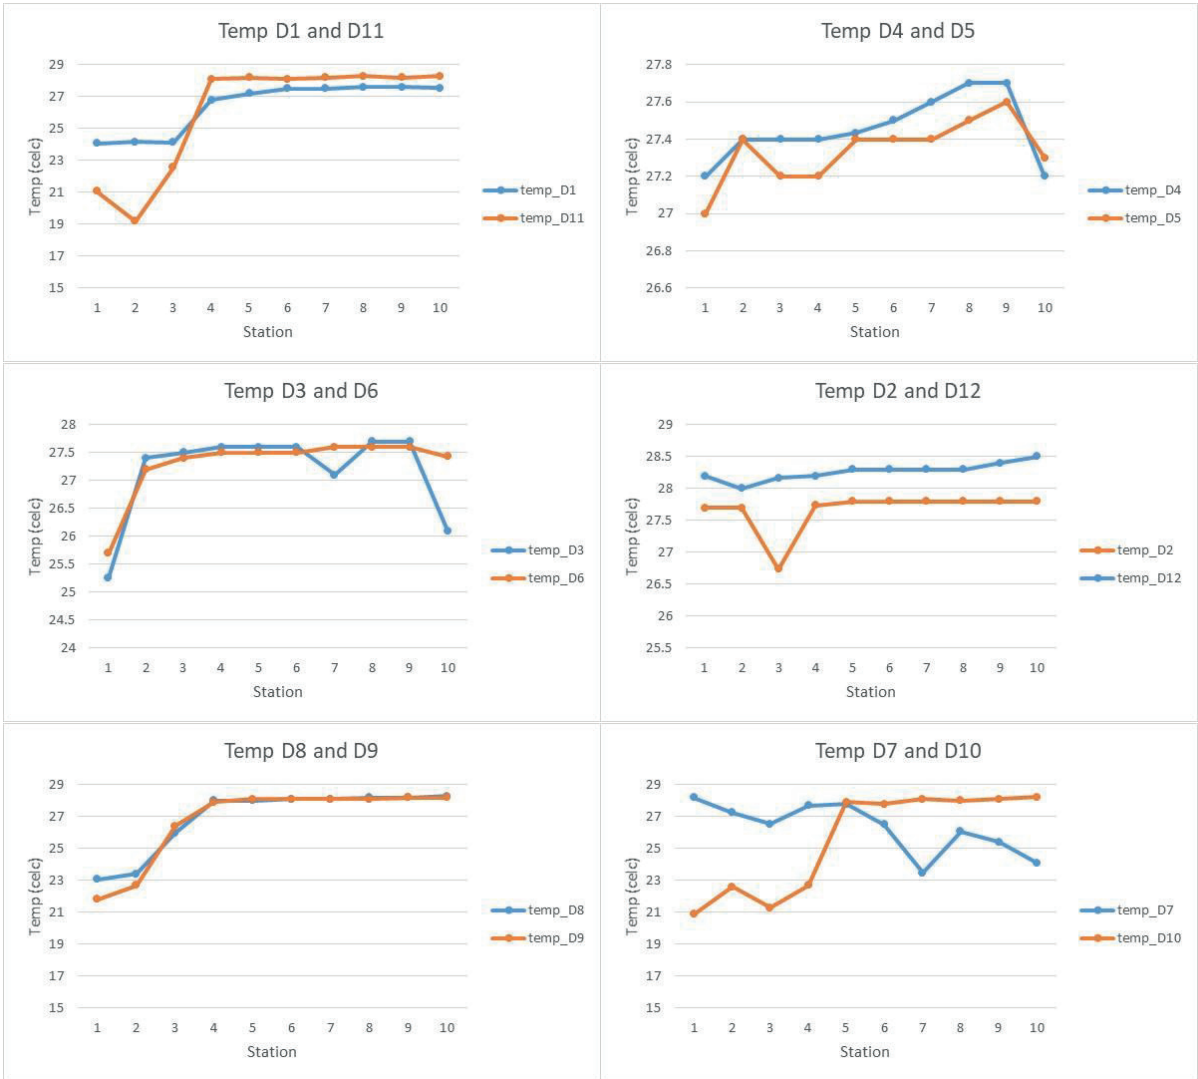 Temp D1 and D11
29
27
25
23
21
19
17
15
Temp (celc)
1 2 3 4 5 6 7 8 9 10
Station
temp_D1
temp_D11
Temp D4 and D5
27.8
27.6
27.4
27.2
27
26.8
26.6
Temp (celc)
1 2 3 4 5 6 7 8 9 10
Station
temp_D4
temp_D5
Temp D3 and D6
28
27.5
27
26.5
26
25.5
25
24.5
24
Temp (celc)
1 2 3 4 5 6 7 8 9 10
Station
temp_D3
temp_D6
Temp D2 and D12
29
28.5
28
27.5
27
26.5
26
25.5
Temp (celc)
1 2 3 4 5 6 7 8 9 10
Station
temp_D2
temp_D12
Temp D8 and D9
29
27
25
23
21
19
17
15
Temp (celc)
1 2 3 4 5 6 7 8 9 10
Station
temp_D8
temp_D9
Temp D7 and D10
29
27
25
23
21
19
17
15
Temp (celc)
1 2 3 4 5 6 7 8 9 10
Station
temp_D7
temp_D10